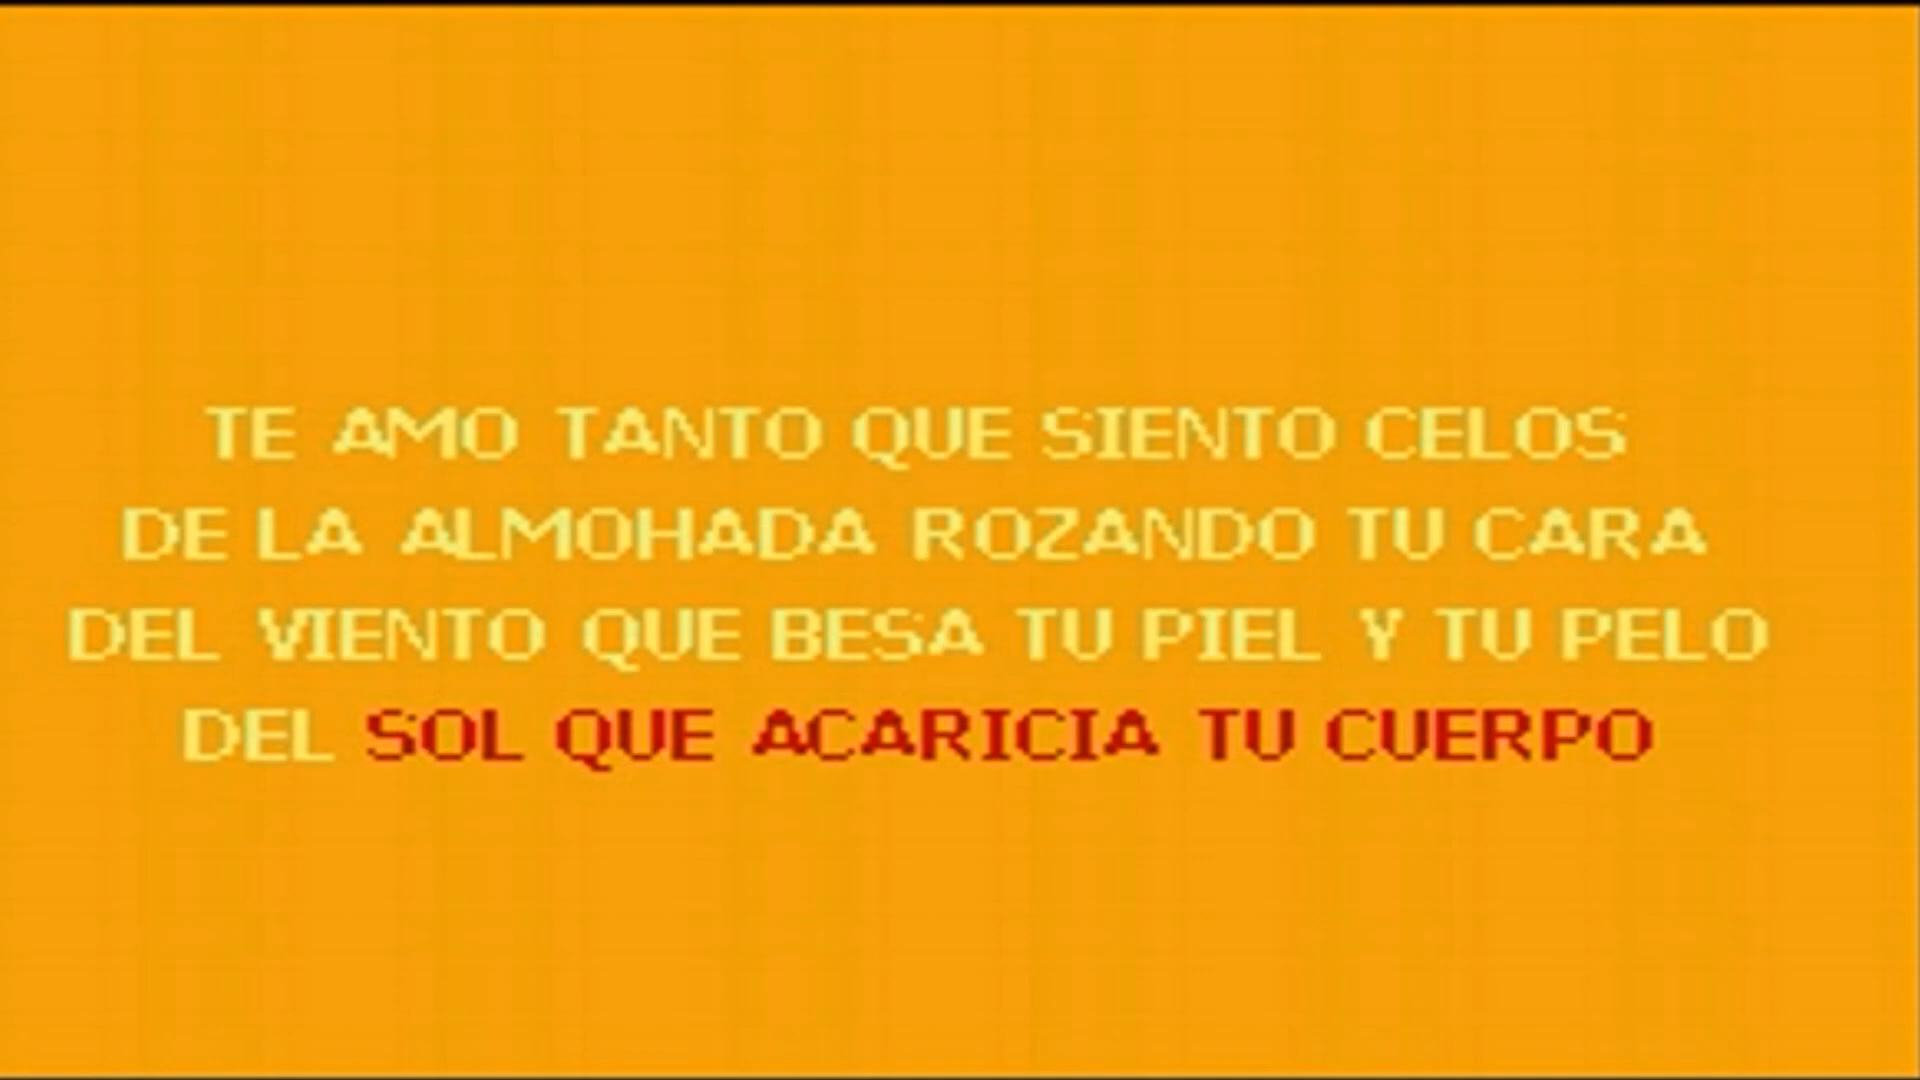 TE AMO TANTO QUE SIENTO CELOS
DE LA ALMOHADA ROZANDO TU CARA
DEL VIENTO QUE BESA TU PIEL Y TU PELO
DEL SOL QUE ACARICIA TU CUERPO